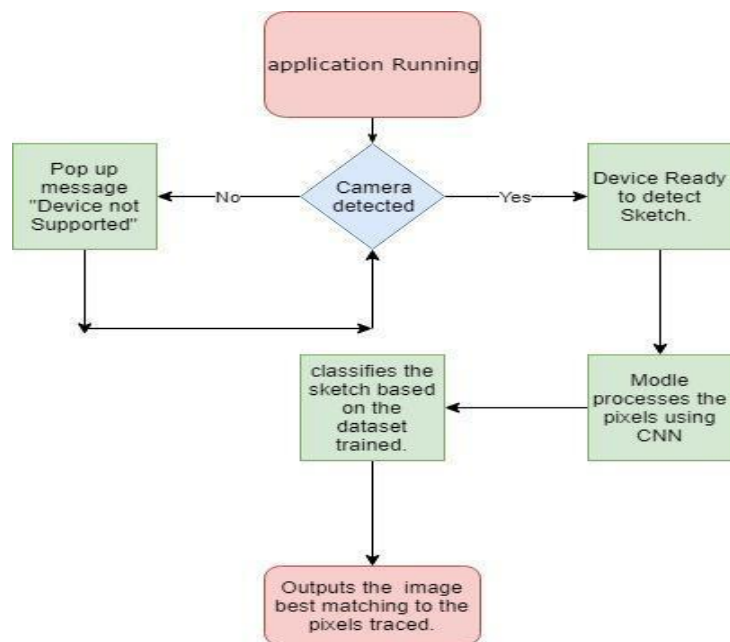 application Running
Pop up
message
"Device not
Supported"
No
Camera
detected
Yes
Device Ready
to detect
Sketch.
classifies the
sketch based
on the
dataset
trained.
Modle
processes the
pixels using
CNN
Outputs the image
best matching to the
pixels traced.